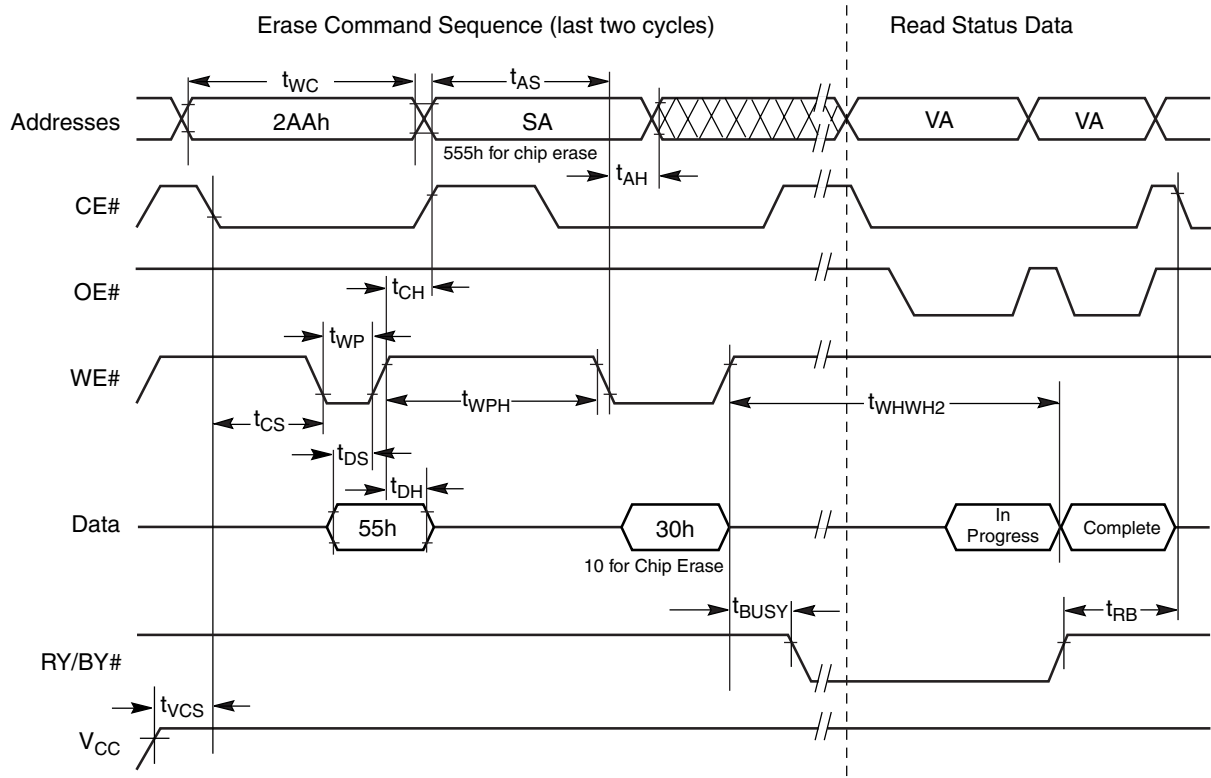 Erase Command Sequence (last two cycles)
Read Status Data
tWC
tAS
Addresses
2AAh
SA
VA
VA
555h for chip erase
tAH
CE#
OE#
tCH
tWP
WE#
tWPH
tWHWH2
tCS
tDS
tDH
Data
55h
30h
In
Progress
Complete
10 for Chip Erase
tBUSY
tRB
RY/BY#
tVCS
VCC